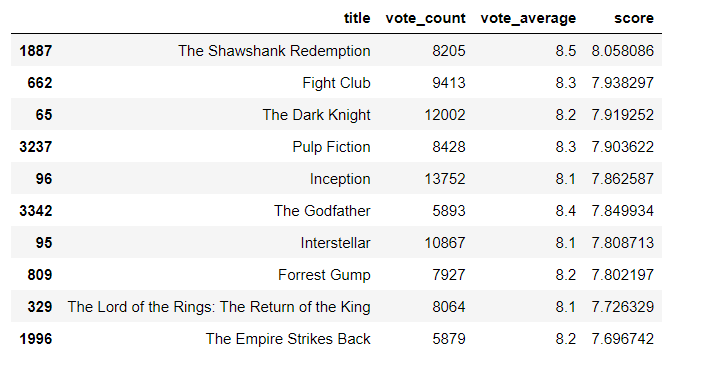 title vote_count vote_average score
1887 The Shawshank Redemption 8205 8.5 8.058086
662 Fight Club 9413 8.3 7.938297
65 The Dark Knight 12002 8.2 7.919252
3237 Pulp Fiction 8428 8.3 7.903622
96 Inception 13752 8.1 7.862587
3342 The Godfather 5893 8.4 7.849934
95 Interstellar 10867 8.1 7.808713
809 Forrest Gump 7927 8.2 7.802197
329 The Lord of the Rings: The Return of the King 8064 8.1 7.726329
1996 The Empire Strikes Back 5879 8.2 7.696742